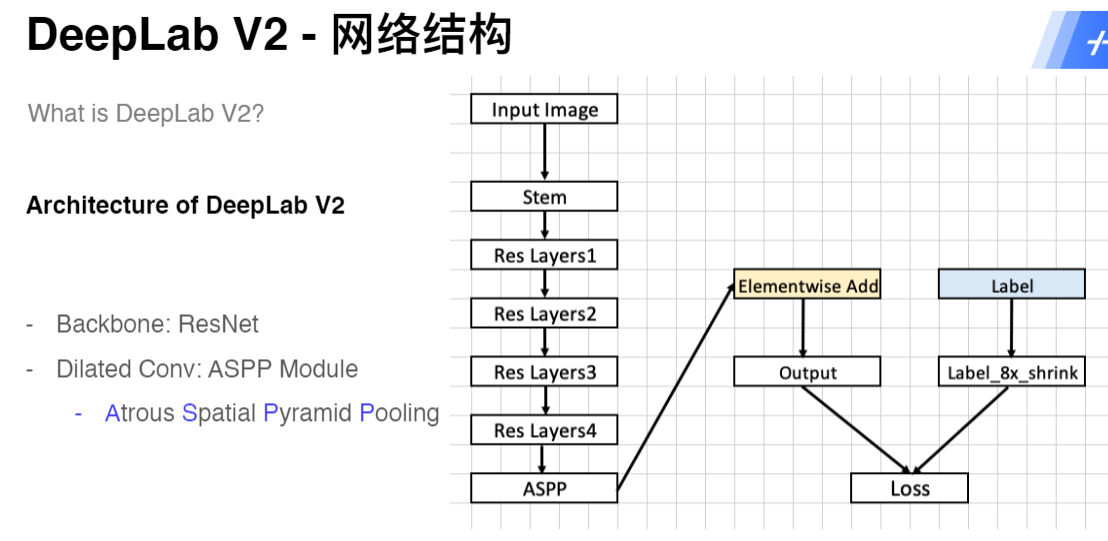 DeepLab V2 - 网络结构
What is DeepLab V2?
Architecture of DeepLab V2
- Backbone: ResNet
- Dilated Conv: ASPP Module
- Atrous Spatial Pyramid Pooling
Input Image
Stem
Res Layers1
Res Layers2
Res Layers3
Res Layers4
ASPP
Elementwise Add
Output
Label
Label_8x_shrink
Loss